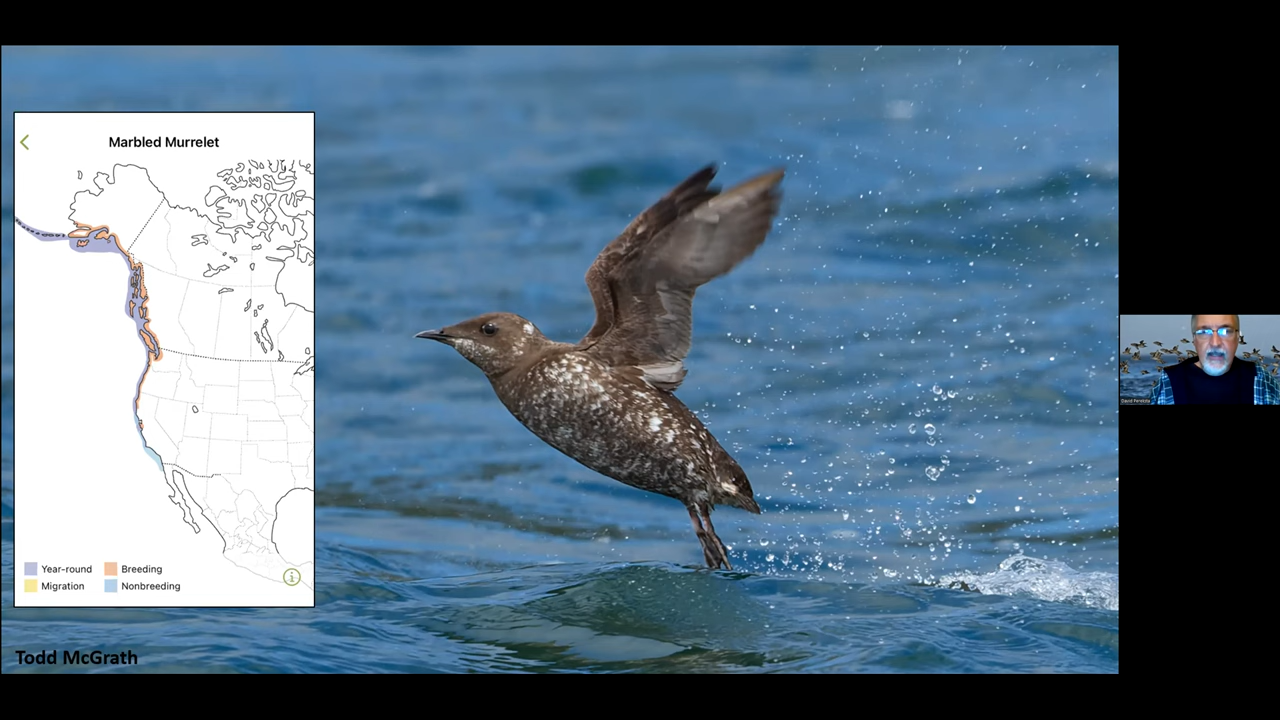 Marbled Murrelet
Year-round
Breeding
Migration
Nonbreeding
Todd McGrath